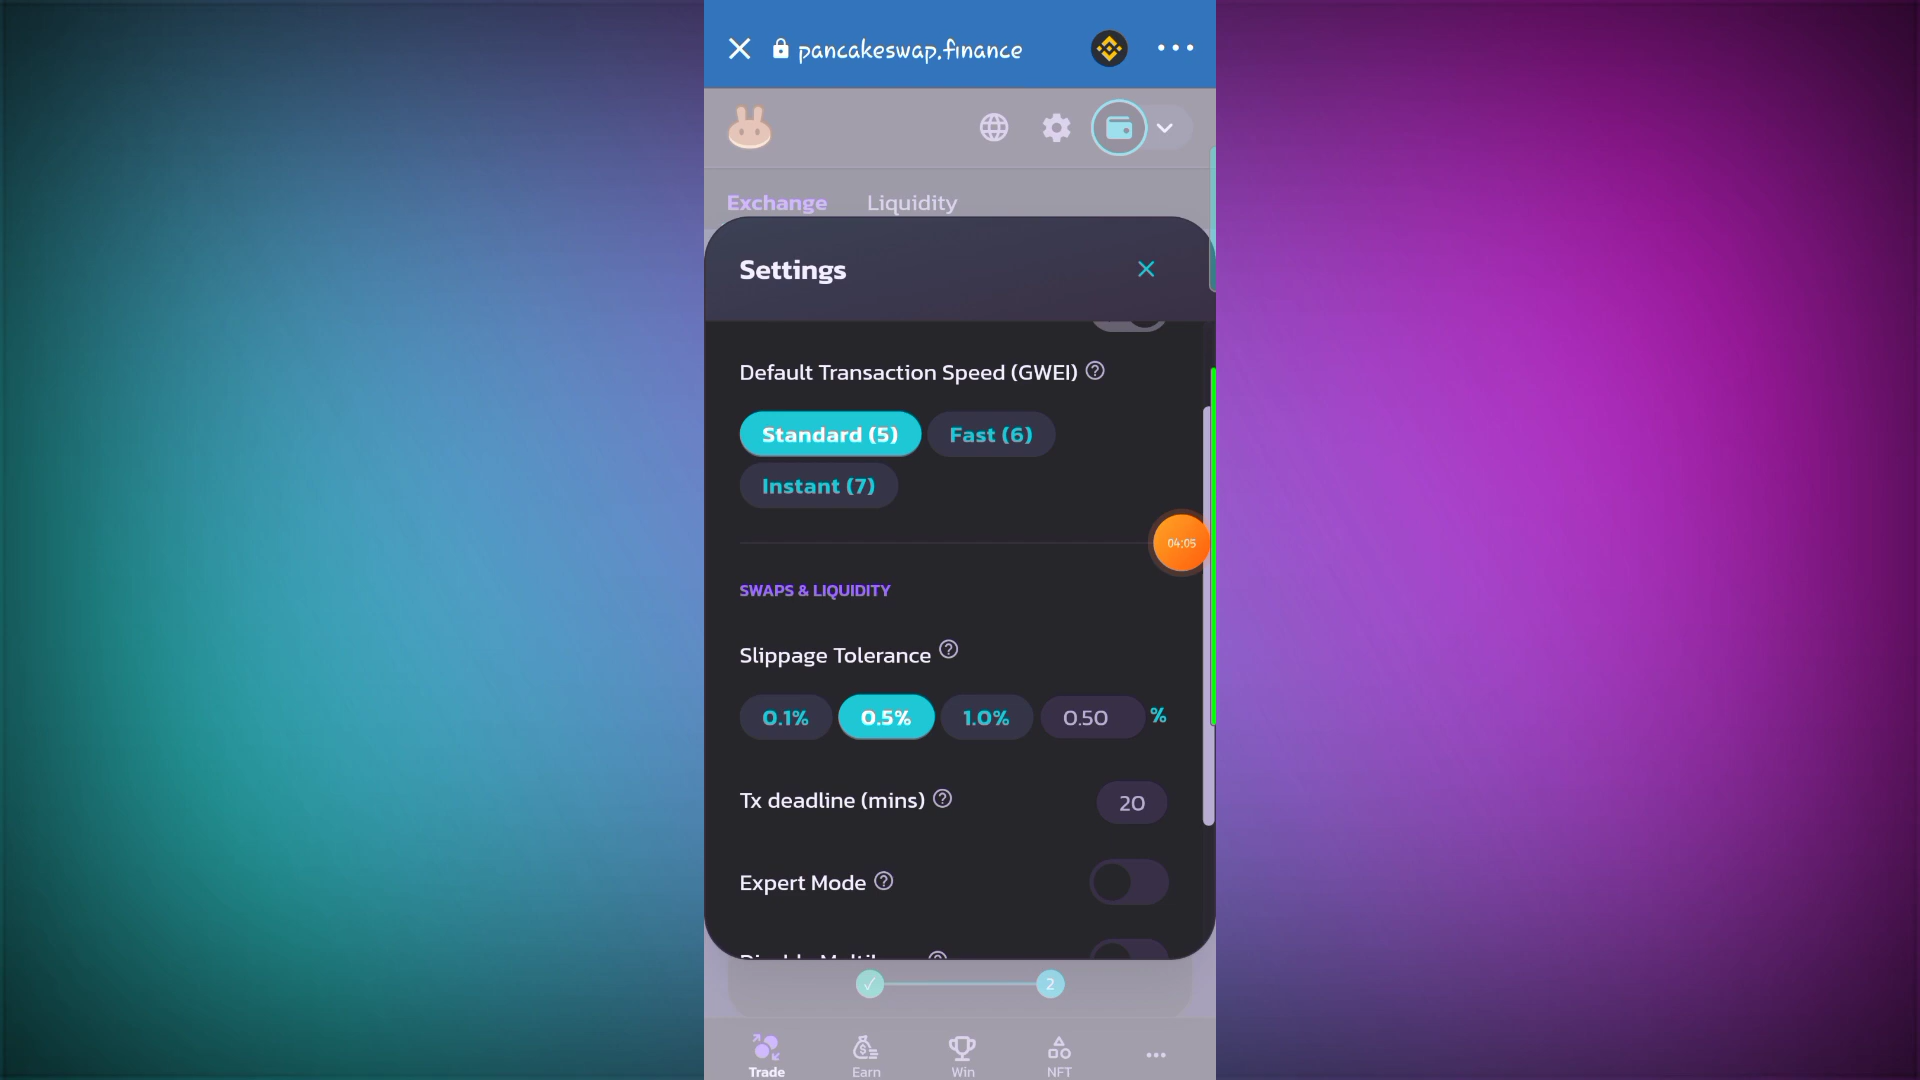 pancakeswap.finance
Exchange Liquidity
Settings
Default Transaction Speed (GWEI) ?
Standard (5) Fast (6)
Instant (7)
04:05
SWAPS & LIQUIDITY
Slippage Tolerance ?
0.1% 0.5% 1.0% 0.50 %
Tx deadline (mins) ? 20
Expert Mode ?
2
Trade Earn Win NFT